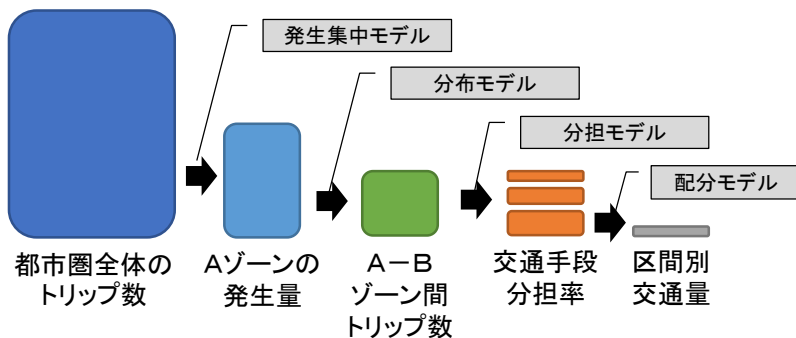 発生集中モデル
分布モデル
分担モデル
配分モデル
都市圏全体の
トリップ数
Aゾーンの
発生量
A－B
ゾーン間
トリップ数
交通手段
分担率
区間別
交通量